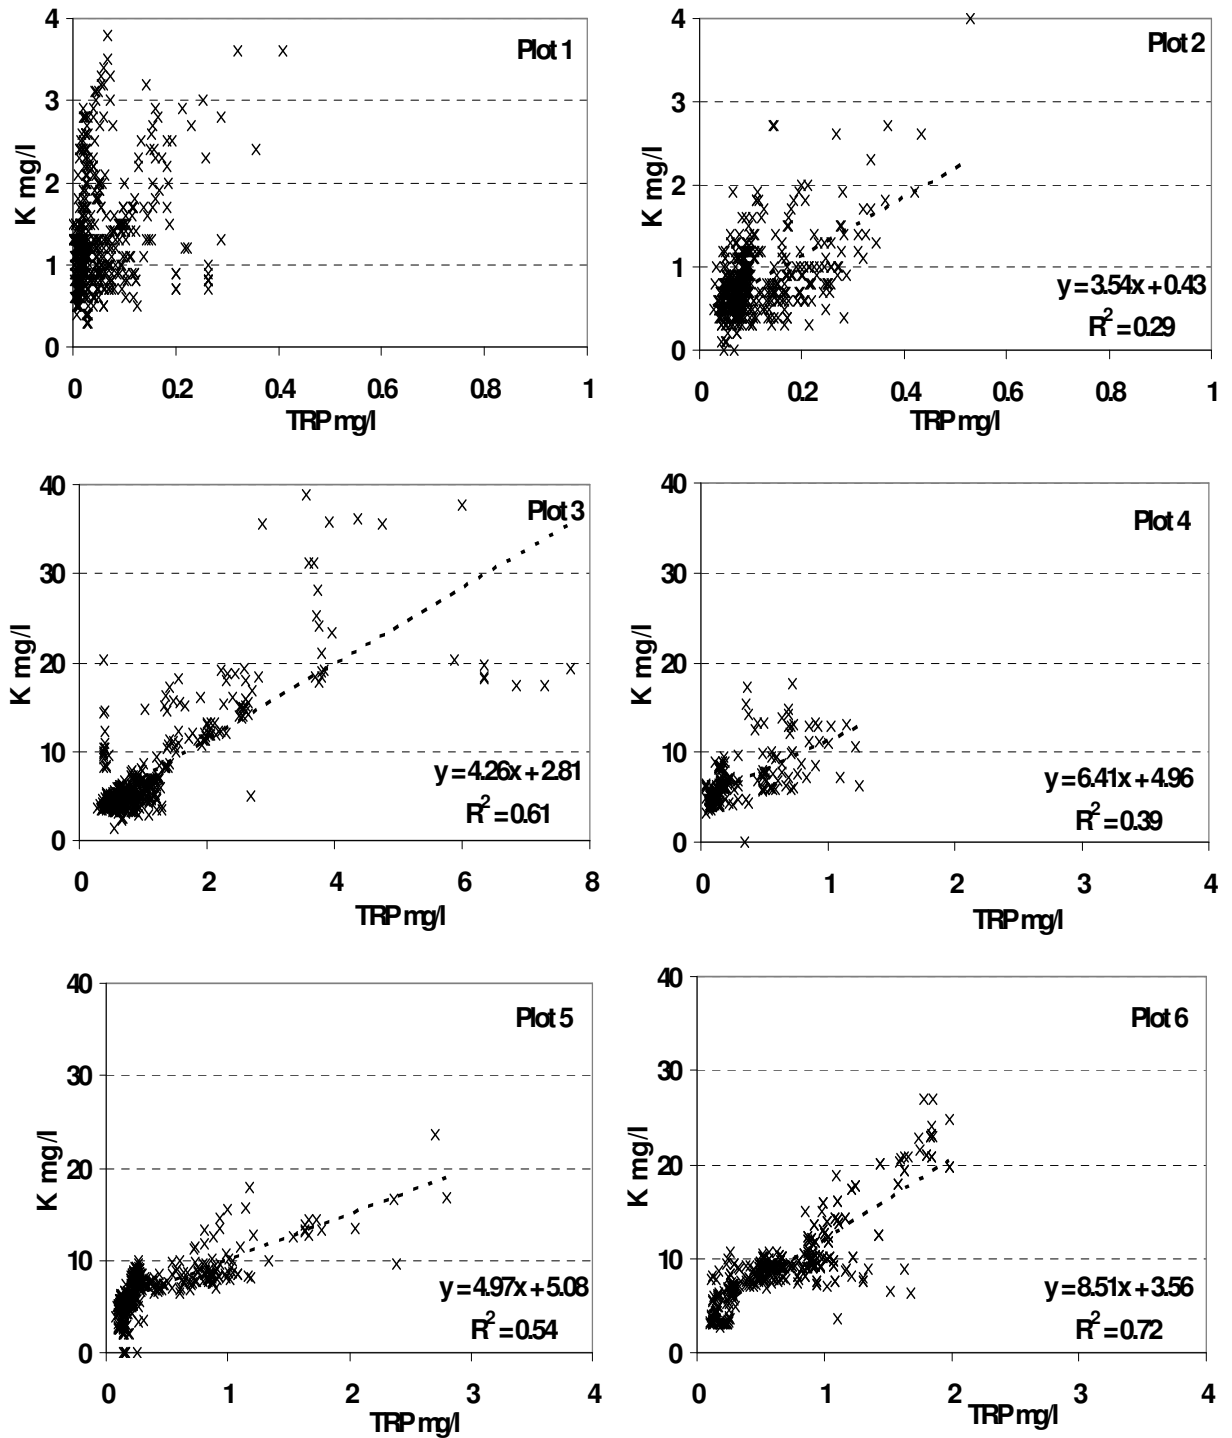 4
Plot 1
3
K mg/l
2
1
0
0
0.2
0.4
0.6
0.8
1
TRP mg/l
4
Plot 2
3
K mg/l
2
1
y = 3.54x + 0.43
R² = 0.29
0
0
0.2
0.4
0.6
0.8
1
TRP mg/l
40
Plot 3
30
K mg/l
20
10
y = 4.26x + 2.81
R² = 0.61
0
0
2
4
6
8
TRP mg/l
40
Plot 4
30
K mg/l
20
10
y = 6.41x + 4.96
R² = 0.39
0
0
1
2
3
4
TRP mg/l
40
Plot 5
30
K mg/l
20
10
y = 4.97x + 5.08
R² = 0.54
0
0
1
2
3
4
TRP mg/l
40
Plot 6
30
K mg/l
20
10
y = 8.51x + 3.56
R² = 0.72
0
0
1
2
3
4
TRP mg/l